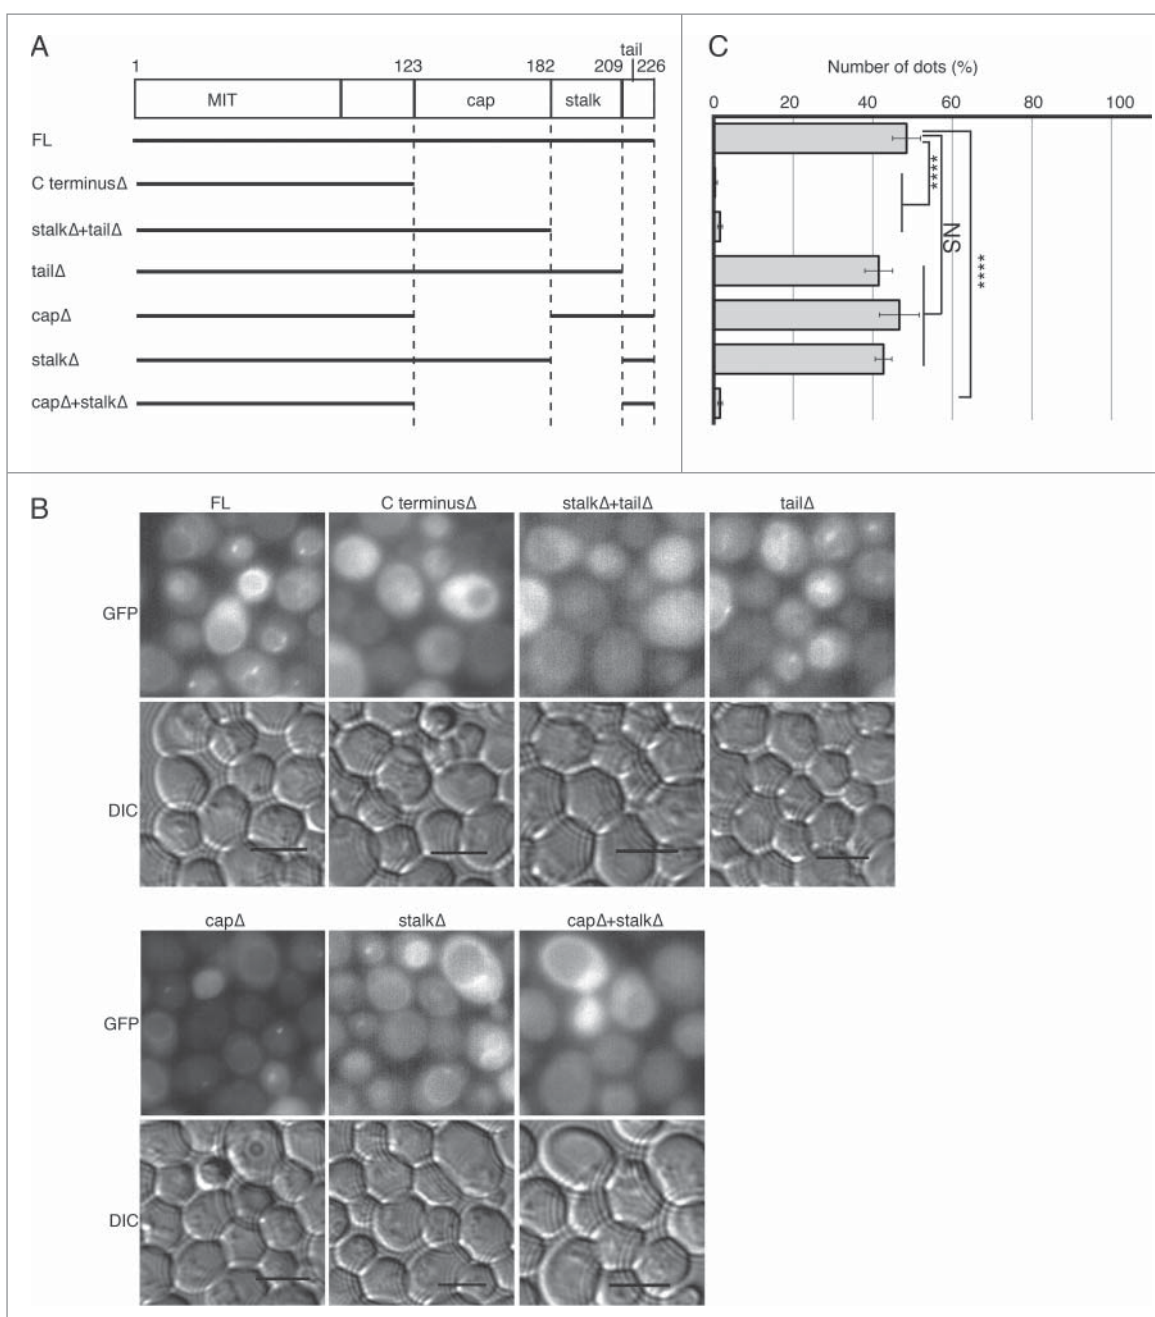 A
tail
1 123 182 209 226
MIT cap stalk
FL
C terminusΔ
stalkΔ+tailΔ
tailΔ
capΔ
stalkΔ
capΔ+stalkΔ
C
Number of dots (%)
0 20 40 60 80 100
****
NS
****
B
FL C terminusΔ stalkΔ+tailΔ tailΔ
GFP
DIC
capΔ stalkΔ capΔ+stalkΔ
GFP
DIC